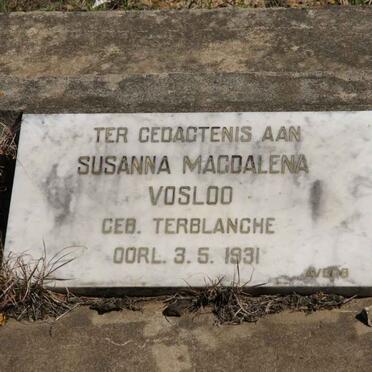 TER GEDAGTENIS AAN
SUSANNA MAGDALENA
VOSLOO
GEB. TERBLANCHE
OORL. 3. 5. 1931